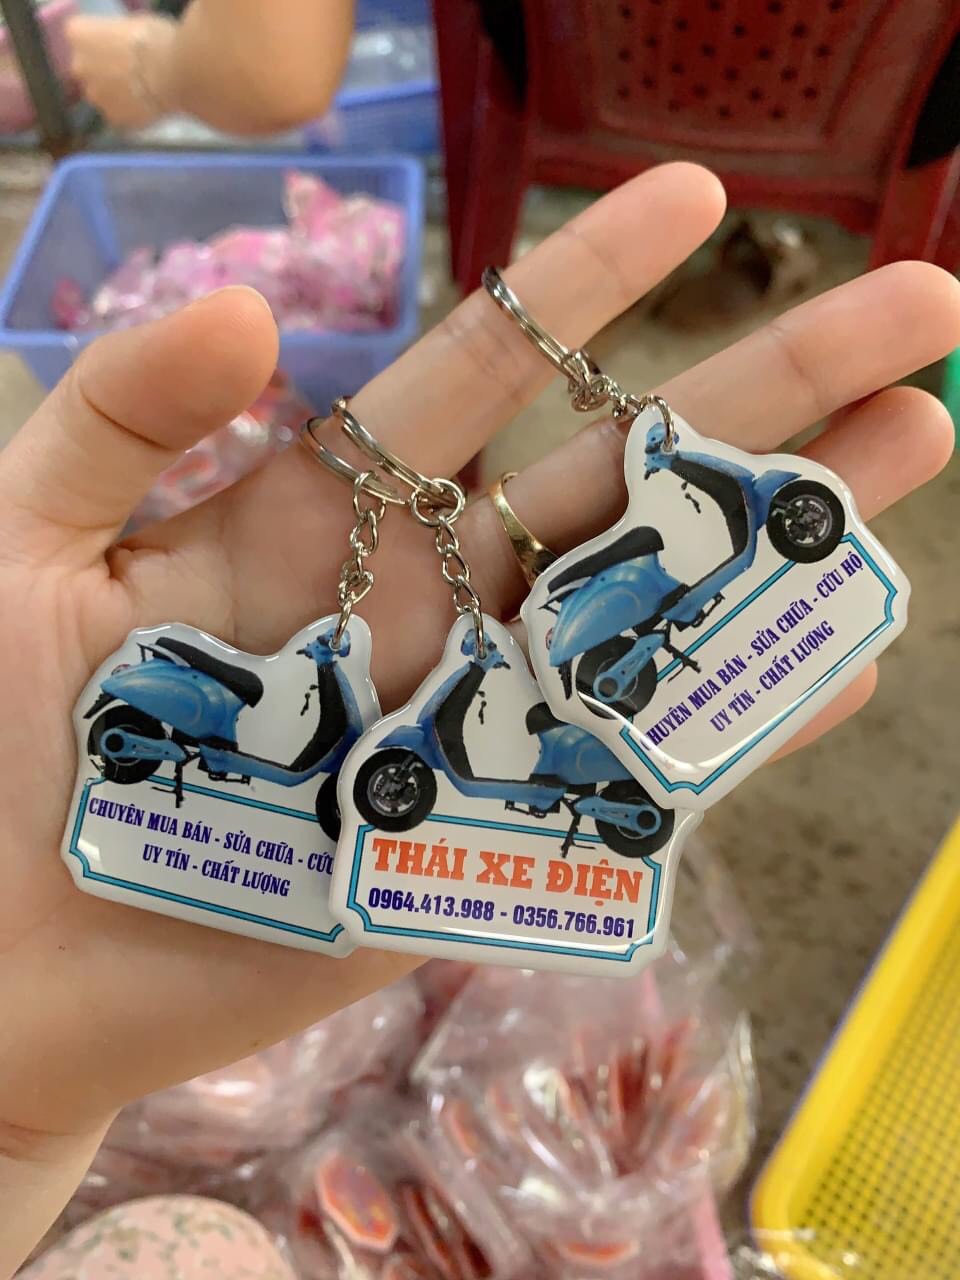 CHUYÊN MUA BÁN - SỬA CHỮA - CỨU
UY TÍN - CHẤT LƯỢNG
THÁI XE ĐIỆN
0964.413.988 - 0356.766.961
CHUYÊN MUA BÁN - SỬA CHỮA - CỨU HỘ
UY TÍN - CHẤT LƯỢNG